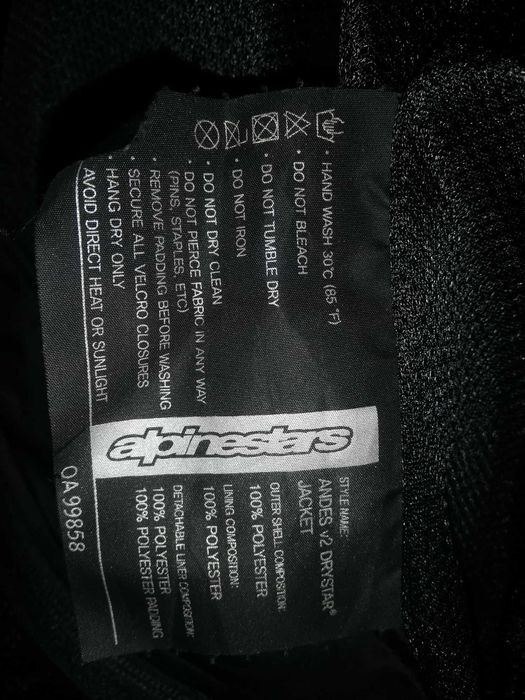 • HAND WASH 30°C (85 °F)
• DO NOT BLEACH
• DO NOT TUMBLE DRY
• DO NOT IRON
• DO NOT DRY CLEAN
• DO NOT PIERCE FABRIC IN ANY WAY
(PINS, STAPLES, ETC)
• REMOVE PADDING BEFORE WASHING
• SECURE ALL VELCRO CLOSURES
• HANG DRY ONLY
AVOID DIRECT HEAT OR SUNLIGHT
alpinestars
STYLE NAME:
ANDES v2 DRYSTAR®
JACKET
OUTER SHELL COMPOSITION:
100% POLYESTER
LINING COMPOSITION:
100% POLYESTER
DETACHABLE LINER COMPOSITION:
100% POLYESTER
100% POLYESTER PADDING
OA 99858